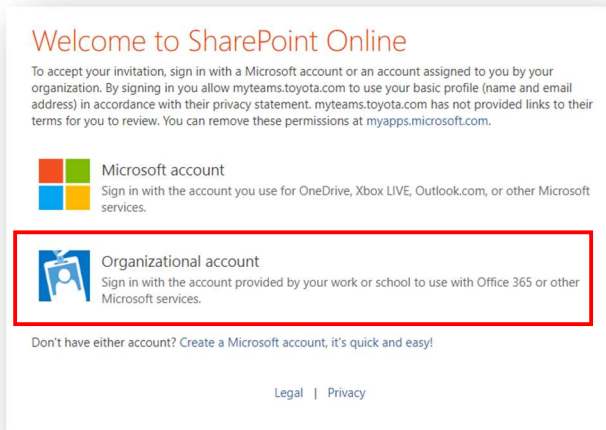 Welcome to SharePoint Online
To accept your invitation, sign in with a Microsoft account or an account assigned to you by your
organization. By signing in you allow myteams.toyota.com to use your basic profile (name and email
address) in accordance with their privacy statement. myteams.toyota.com has not provided links to their
terms for you to review. You can remove these permissions at myapps.microsoft.com.
Microsoft account
Sign in with the account you use for OneDrive, Xbox LIVE, Outlook.com, or other Microsoft
services.
Organizational account
Sign in with the account provided by your work or school to use with Office 365 or other
Microsoft services.
Don't have either account? Create a Microsoft account, it's quick and easy!
Legal | Privacy